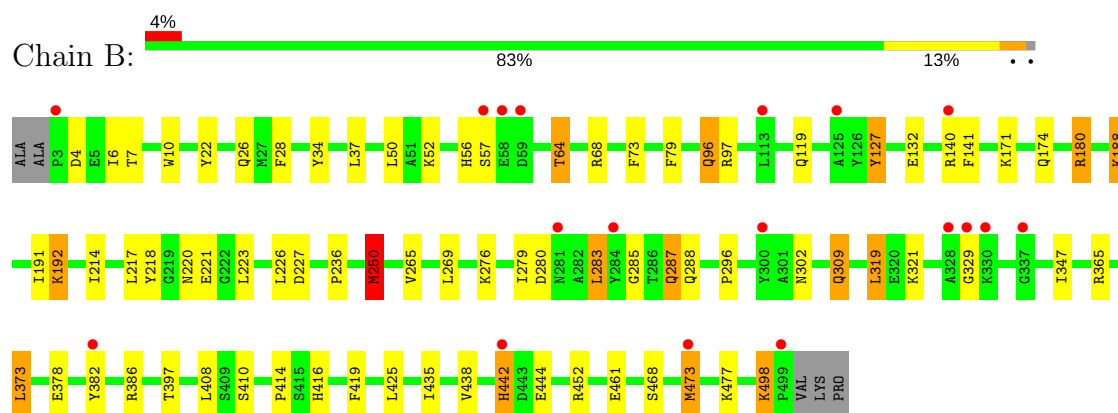 4%
Chain B:
83% 13% • •
ALA ALA P3 D4 E5 I6 T7 W10 Y22 Q26 M27 F28 Y34 L37 L50 A51 K52 H56 S57 E58 D59 T64 R68 F73 F79 Q96 R97 L113 Q119 A125 Y126 Y127 E132 R140 F141 K171 Q174 R180 K188
I191 K192 I214 L217 Y218 G219 N220 E221 G222 L223 L226 D227 P236 M250 V265 L269 K276 I279 D280 N281 A282 L283 Y284 G285 T286 Q287 Q288 P296 Y300 A301 N302 Q309 L319 E320 K321 A328 G329 K330 G337 I347 R365
L373 E378 Y382 R386 T397 L408 S409 S410 P414 S415 H416 F419 L425 I435 V438 H442 D443 E444 R452 E461 S468 M473 K477 K498 P499 VAL LYS PRO